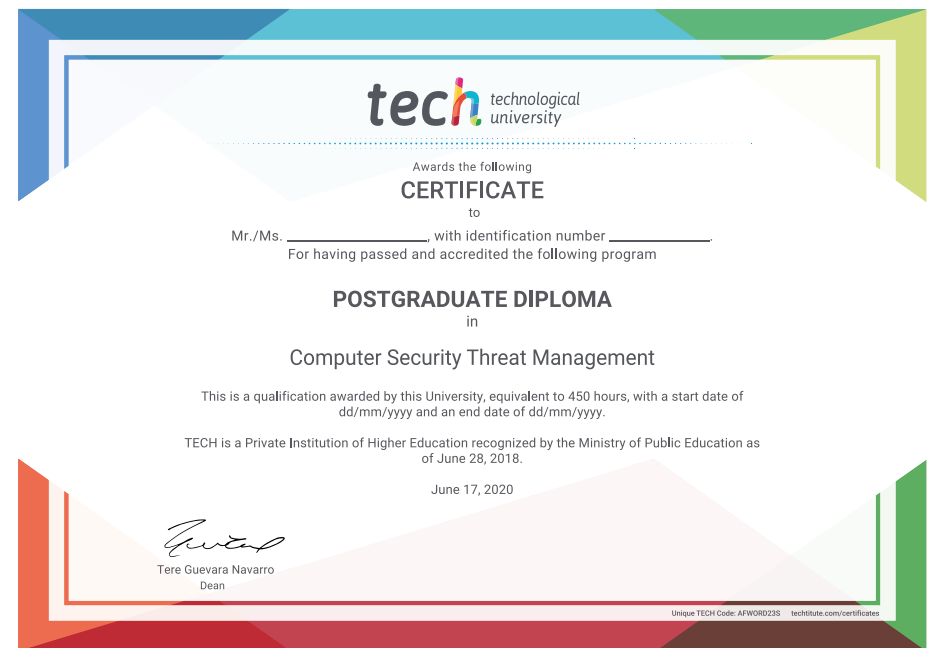 tech technological
university
Awards the following
CERTIFICATE
to
Mr./Ms. ____________________, with identification number ______________.
For having passed and accredited the following program
POSTGRADUATE DIPLOMA
in
Computer Security Threat Management
This is a qualification awarded by this University, equivalent to 450 hours, with a start date of
dd/mm/yyyy and an end date of dd/mm/yyyy.
TECH is a Private Institution of Higher Education recognized by the Ministry of Public Education as
of June 28, 2018.
June 17, 2020
Tere Guevara Navarro
Dean
Unique TECH Code: AFWORD23S techtitute.com/certificates